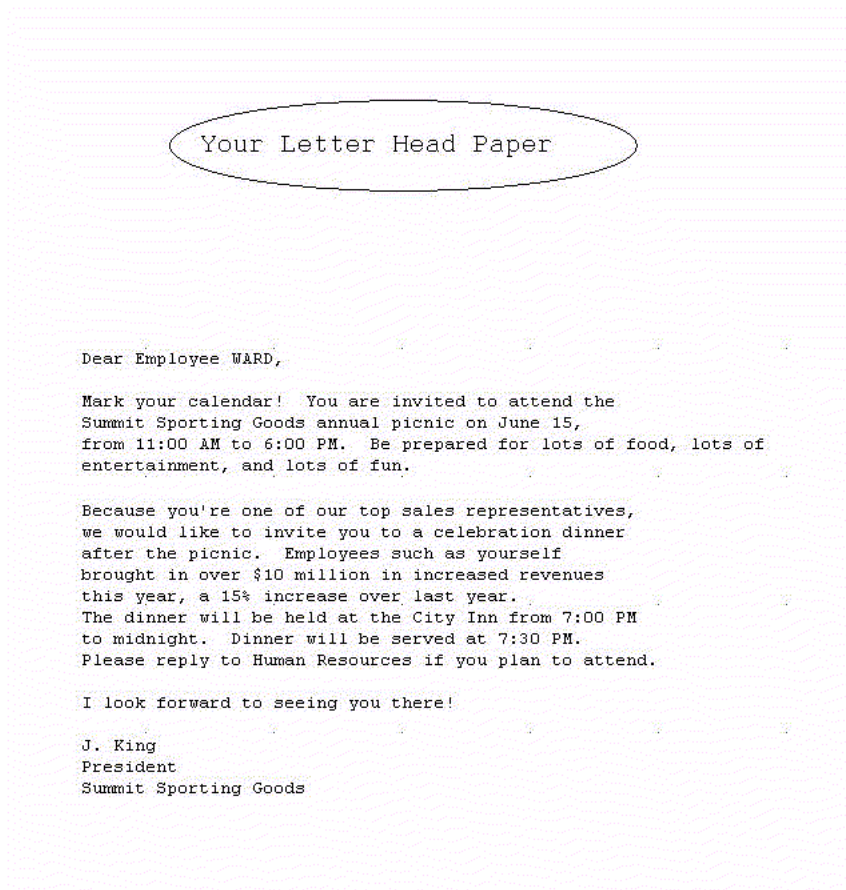 Your Letter Head Paper
Dear Employee WARD,
Mark your calendar!  You are invited to attend the
Summit Sporting Goods annual picnic on June 15,
from 11:00 AM to 6:00 PM.  Be prepared for lots of food, lots of
entertainment, and lots of fun.
Because you're one of our top sales representatives,
we would like to invite you to a celebration dinner
after the picnic.  Employees such as yourself
brought in over $10 million in increased revenues
this year, a 15% increase over last year.
The dinner will be held at the City Inn from 7:00 PM
to midnight.  Dinner will be served at 7:30 PM.
Please reply to Human Resources if you plan to attend.
I look forward to seeing you there!
J. King
President
Summit Sporting Goods